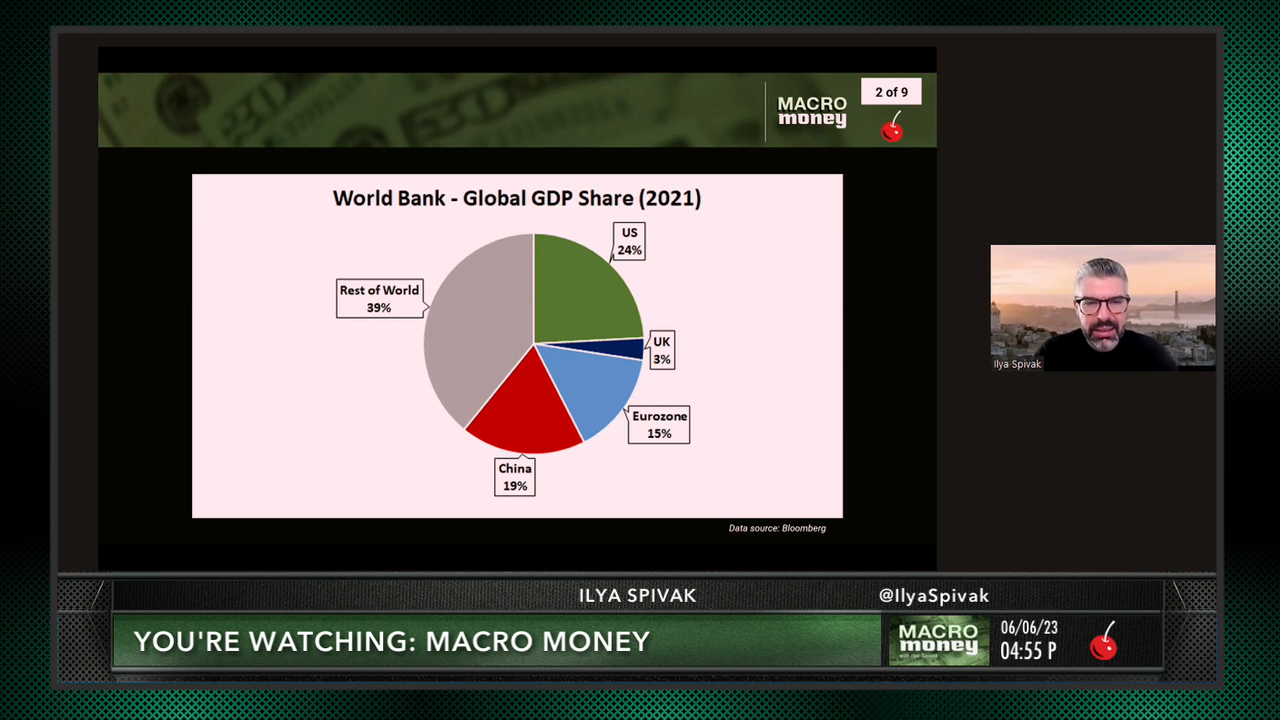 MACRO
money
2 of 9
World Bank - Global GDP Share (2021)
US
24%
Rest of World
39%
UK
3%
Eurozone
15%
China
19%
Data source: Bloomberg
Ilya Spivak
ILYA SPIVAK
@IlyaSpivak
YOU'RE WATCHING: MACRO MONEY
MACRO
money
06/06/23
04:55 P